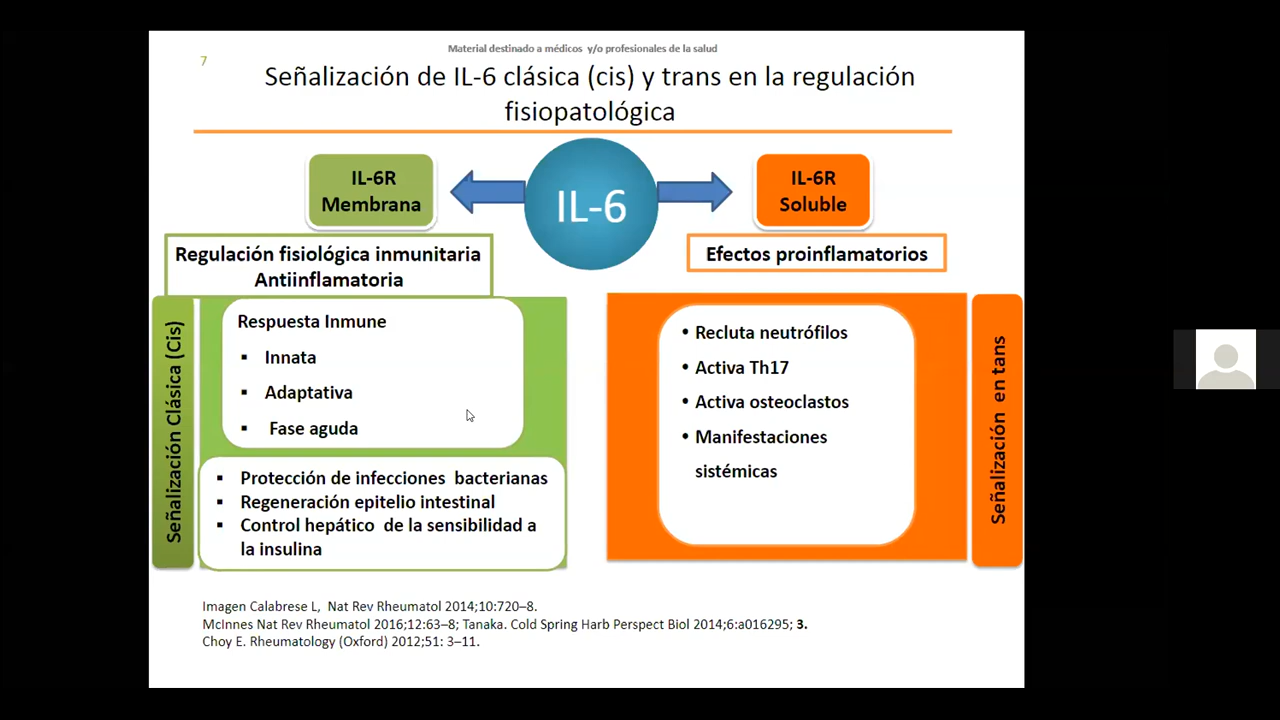 Material destinado a médicos y/o profesionales de la salud
7
Señalización de IL-6 clásica (cis) y trans en la regulación
fisiopatológica
IL-6R
Membrana
IL-6
IL-6R
Soluble
Regulación fisiológica inmunitaria
Antiinflamatoria
Efectos proinflamatorios
Señalización Clásica (Cis)
Respuesta Inmune
▪ Innata
▪ Adaptativa
▪ Fase aguda
▪ Protección de infecciones bacterianas
▪ Regeneración epitelio intestinal
▪ Control hepático de la sensibilidad a
la insulina
• Recluta neutrófilos
• Activa Th17
• Activa osteoclastos
• Manifestaciones
sistémicas
Señalización en tans
Imagen Calabrese L, Nat Rev Rheumatol 2014;10:720–8.
McInnes Nat Rev Rheumatol 2016;12:63–8; Tanaka. Cold Spring Harb Perspect Biol 2014;6:a016295; 3.
Choy E. Rheumatology (Oxford) 2012;51: 3–11.